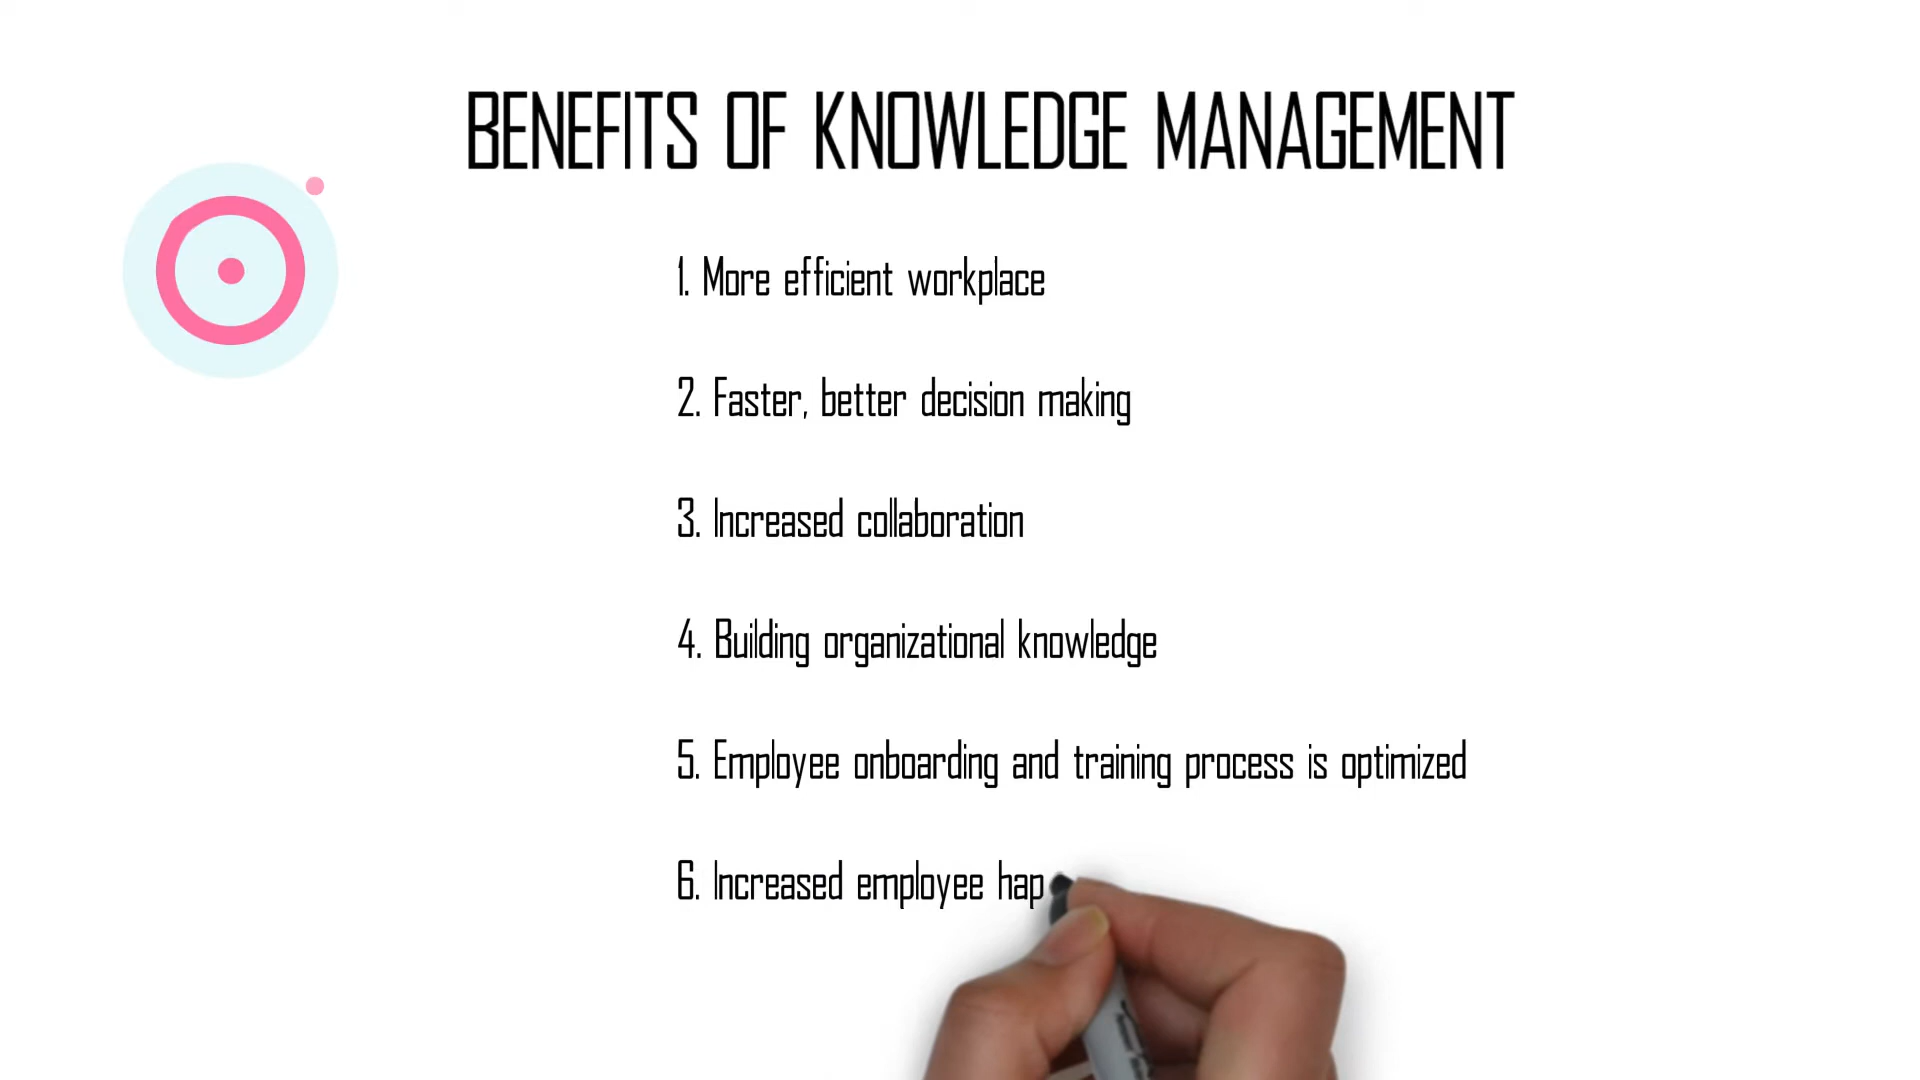 BENEFITS OF KNOWLEDGE MANAGEMENT
1. More efficient workplace
2. Faster, better decision making
3. Increased collaboration
4. Building organizational knowledge
5. Employee onboarding and training process is optimized
6. Increased employee hap